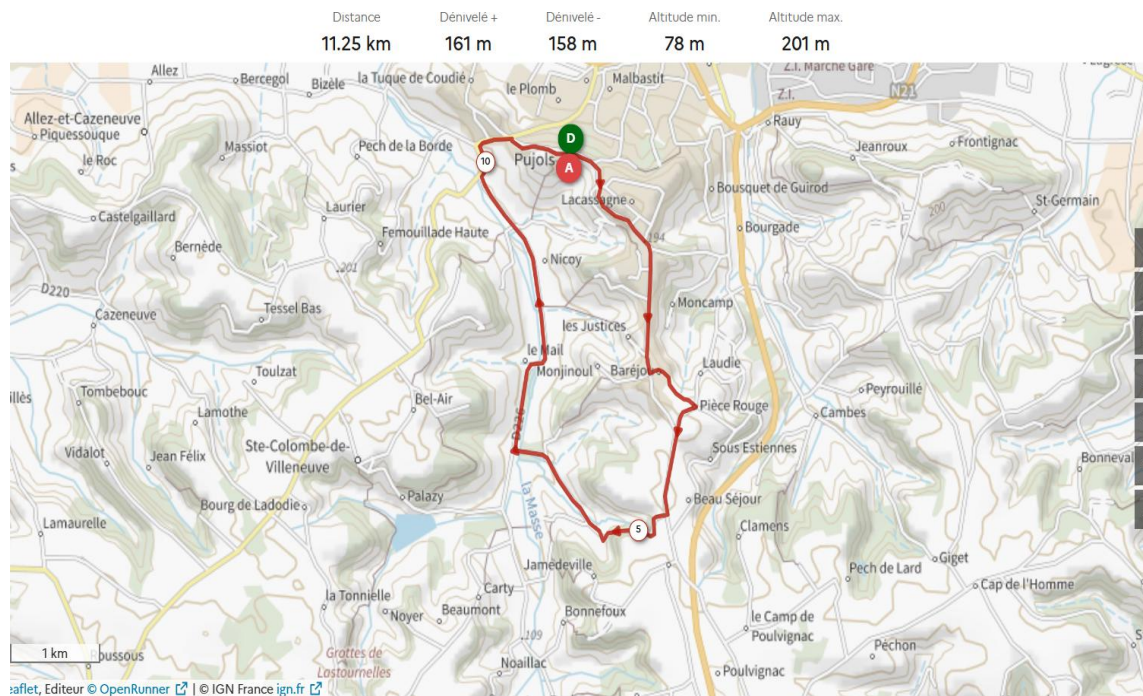 Distance Dénivelé + Dénivelé - Altitude min. Altitude max.
11.25 km 161 m 158 m 78 m 201 m
Z.I. Marche Gare
Allez
Bercegol
Bizèle
la Tuque de Coudié
Malbastit
le Plomb
Z.I.
N21
Allez-et-Cazeneuve
Piquessouque
le Roc
Massiot
Pech de la Borde
D
10
Pujols
A
Rauy
Jeanroux
Frontignac
Castelgaillard
Laurier
Lacassagne
Bousquet de Guirod
200
St-Germain
Bernède
Femouillade Haute
194
Bourgade
.201
Nicoy
D220
Cazeneuve
Tessel Bas
Moncamp
les Justices
le Mail
Toulzat
Monjinoul
Laudie
Tombebouc
Bel-Air
Pièce Rouge
Peyrouillé
Lamothe
Cambes
Ste-Colombe-de-
Villeneuve
Vidalot
Jean Félix
Sous Estiennes
Palazy
Bourg de Ladodie
la Masse
Beau Séjour
Lamaurelle
5
Clamens
Jamédeville
Giget
Pech de Lard
Carty
Cap de l'Homme
la Tonnielle
Noyer
Beaumont
Bonnefoux
le Camp de
Poulvignac
.109
Péchon
1 km
Grottes de
Lastournelles
Noaillac
Poulvignac
Editeur © OpenRunner | © IGN France ign.fr